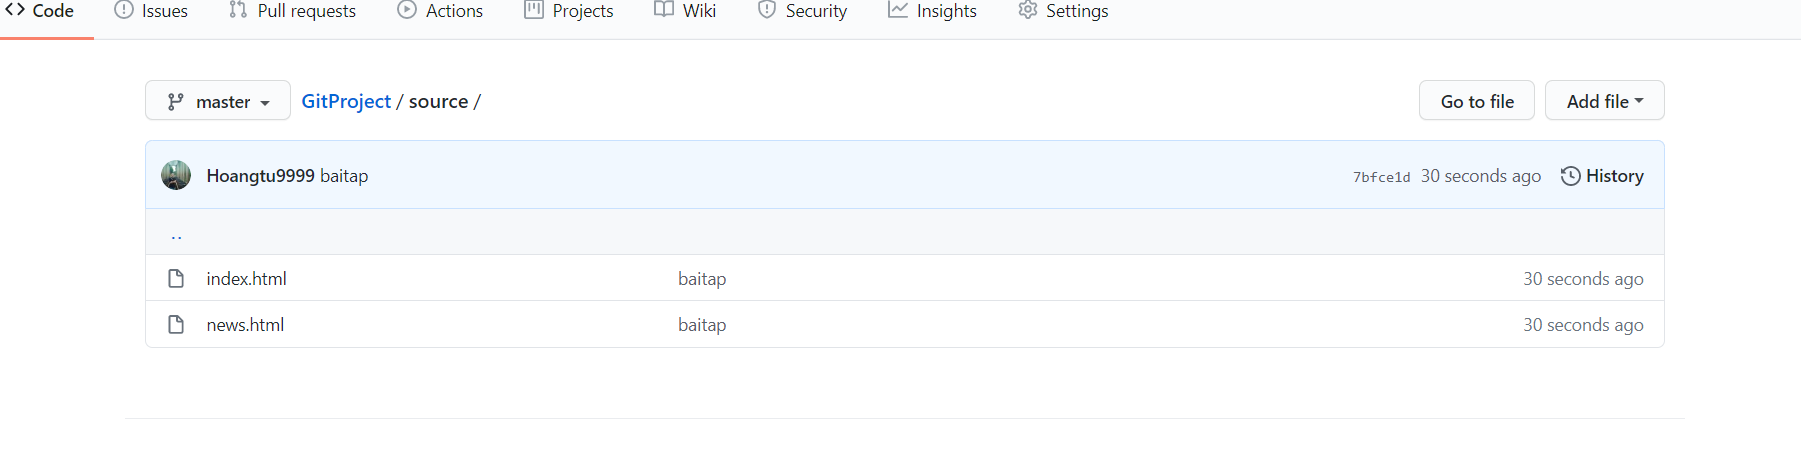 Code Issues Pull requests Actions Projects Wiki Security Insights Settings
master GitProject / source / Go to file Add file
Hoangtu9999 baitap 7bfce1d 30 seconds ago History
..
index.html baitap 30 seconds ago
news.html baitap 30 seconds ago